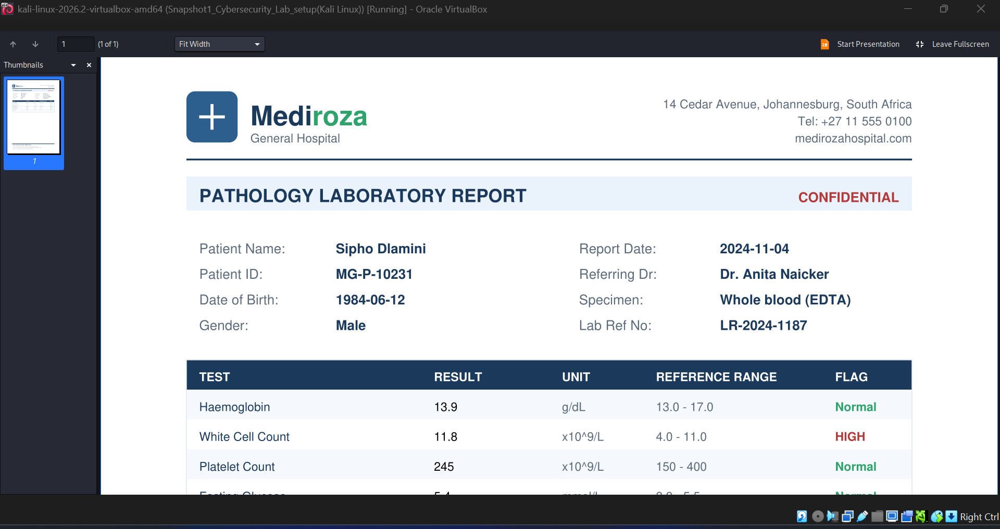 kali-linux-2026.2-virtualbox-amd64 (Snapshot1_Cybersecurity_Lab_setup(Kali Linux)) [Running] - Oracle VirtualBox
1 (1 of 1) Fit Width Start Presentation Leave Fullscreen
Thumbnails
1
Mediroza
General Hospital
14 Cedar Avenue, Johannesburg, South Africa
Tel: +27 11 555 0100
medirozahospital.com
PATHOLOGY LABORATORY REPORT CONFIDENTIAL
Patient Name: Sipho Dlamini Report Date: 2024-11-04
Patient ID: MG-P-10231 Referring Dr: Dr. Anita Naicker
Date of Birth: 1984-06-12 Specimen: Whole blood (EDTA)
Gender: Male Lab Ref No: LR-2024-1187
TEST RESULT UNIT REFERENCE RANGE FLAG
Haemoglobin 13.9 g/dL 13.0 - 17.0 Normal
White Cell Count 11.8 x10^9/L 4.0 - 11.0 HIGH
Platelet Count 245 x10^9/L 150 - 400 Normal
Right Ctrl